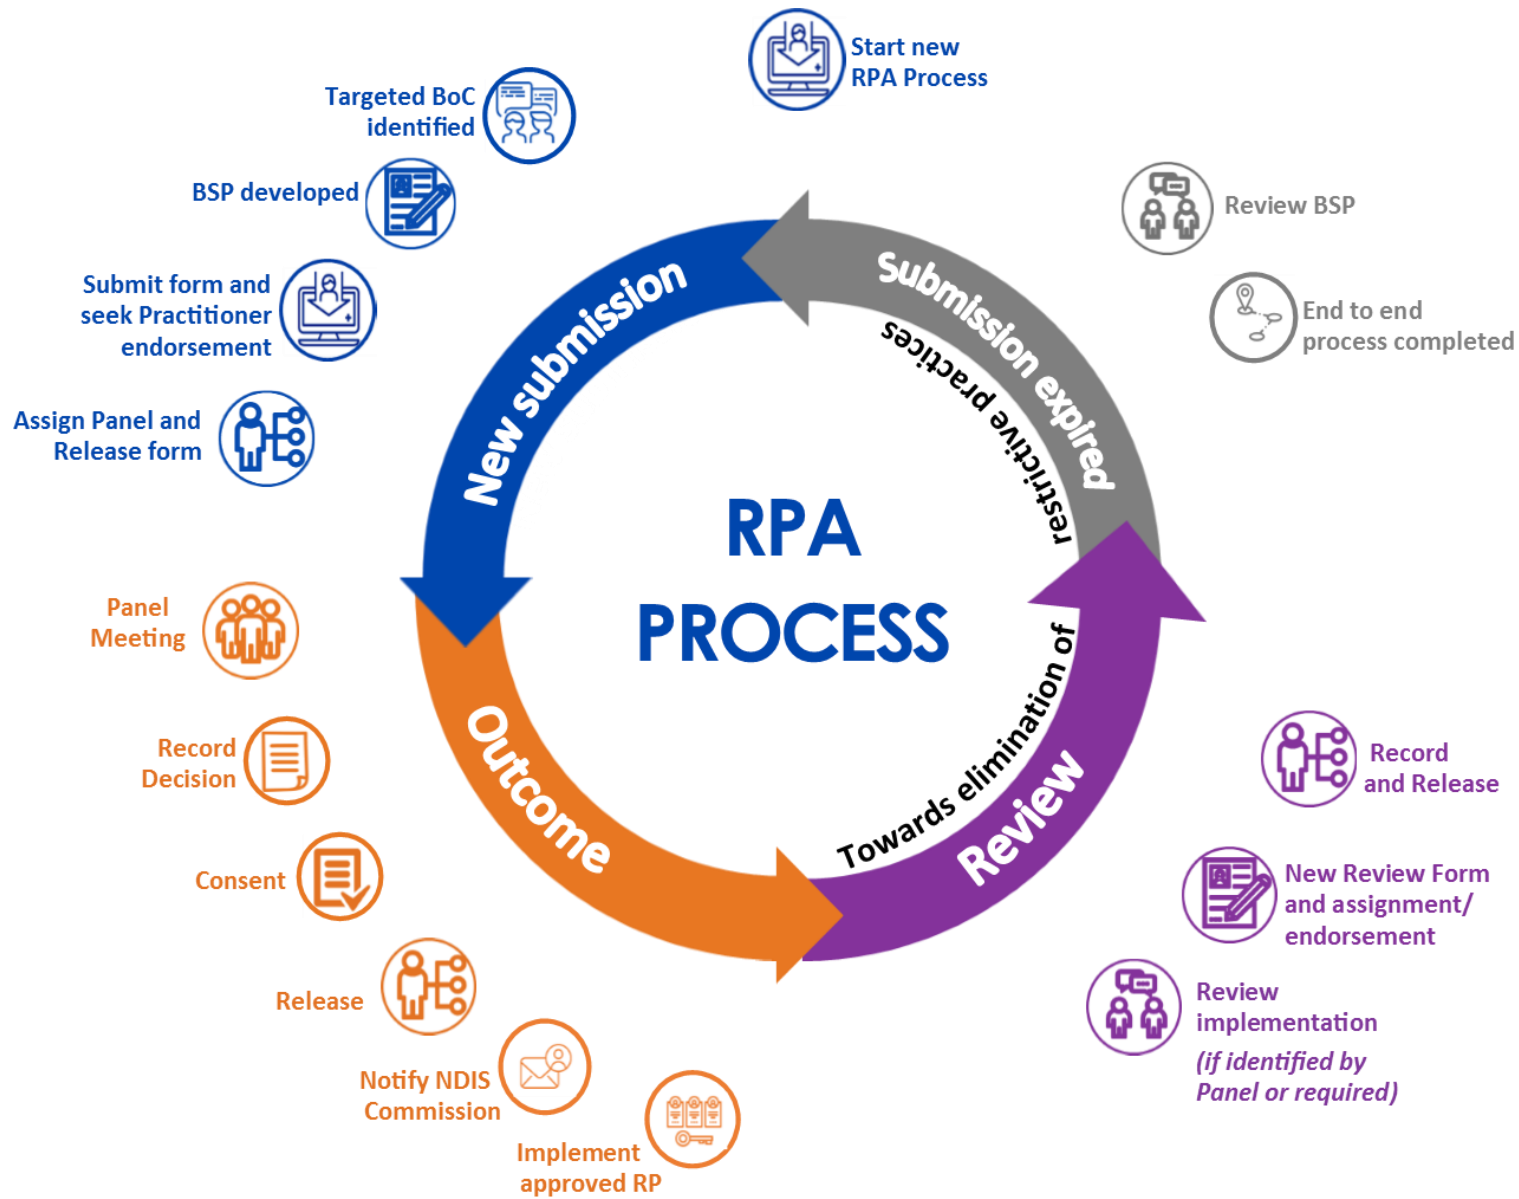 Start new
RPA Process
Targeted BoC
identified
BSP developed
Submit form and
seek Practitioner
endorsement
Assign Panel and
Release form
New submission
Panel
Meeting
Record
Decision
Consent
Release
Notify NDIS
Commission
Implement
approved RP
Outcome
Review
implementation
(if identified by
Panel or required)
New Review Form
and assignment/
endorsement
Record
and Release
Review
End to end
process completed
Review BSP
Submission expired
Towards elimination of
restrictive practices
RPA
PROCESS